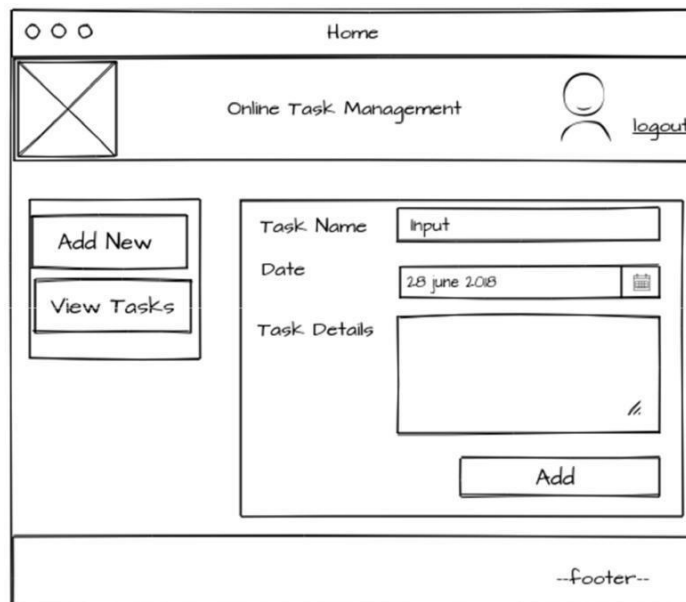 Home
Online Task Management
logout
Add New
View Tasks
Task Name
Input
Date
28 june 2018
Task Details
Add
--footer--